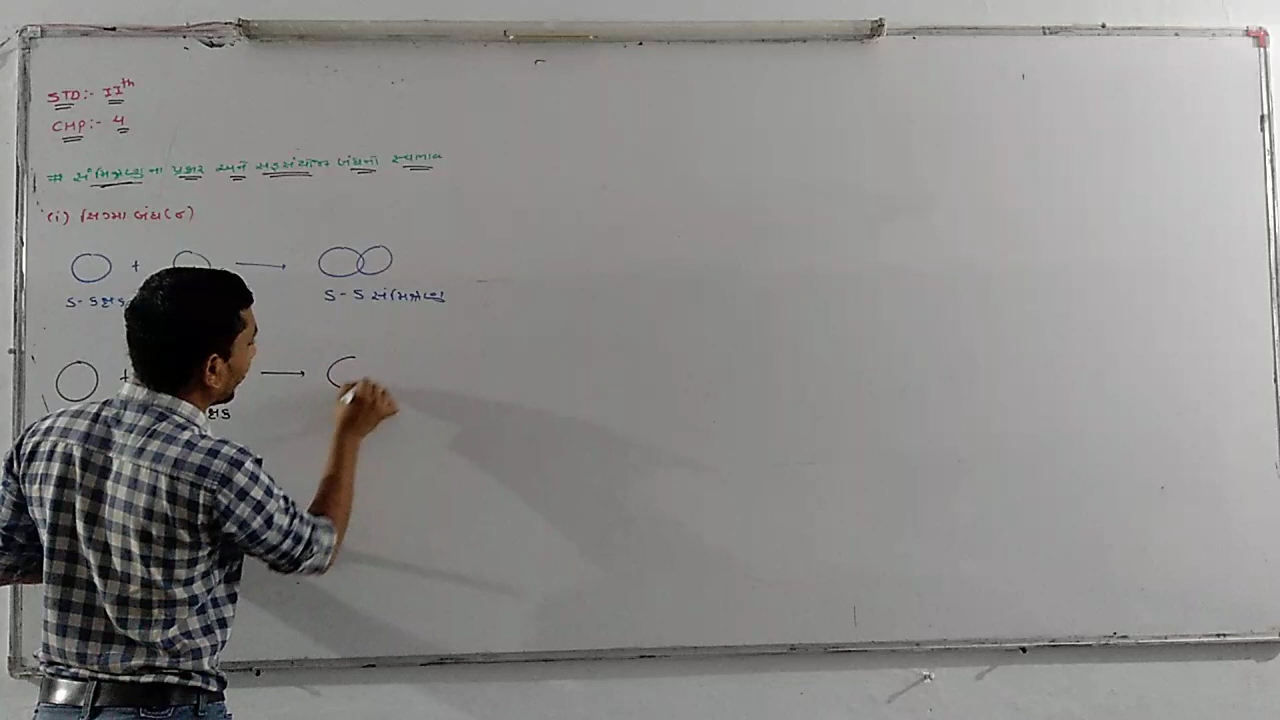 STD:- 11th
CHP:- 4
# સંમિશ્રણના પ્રકાર અને સહસંયોજક બંધનો સ્વભાવ
(i) સિગ્મા બંધ(σ)
+
S-S સંમિશ્રણ
+